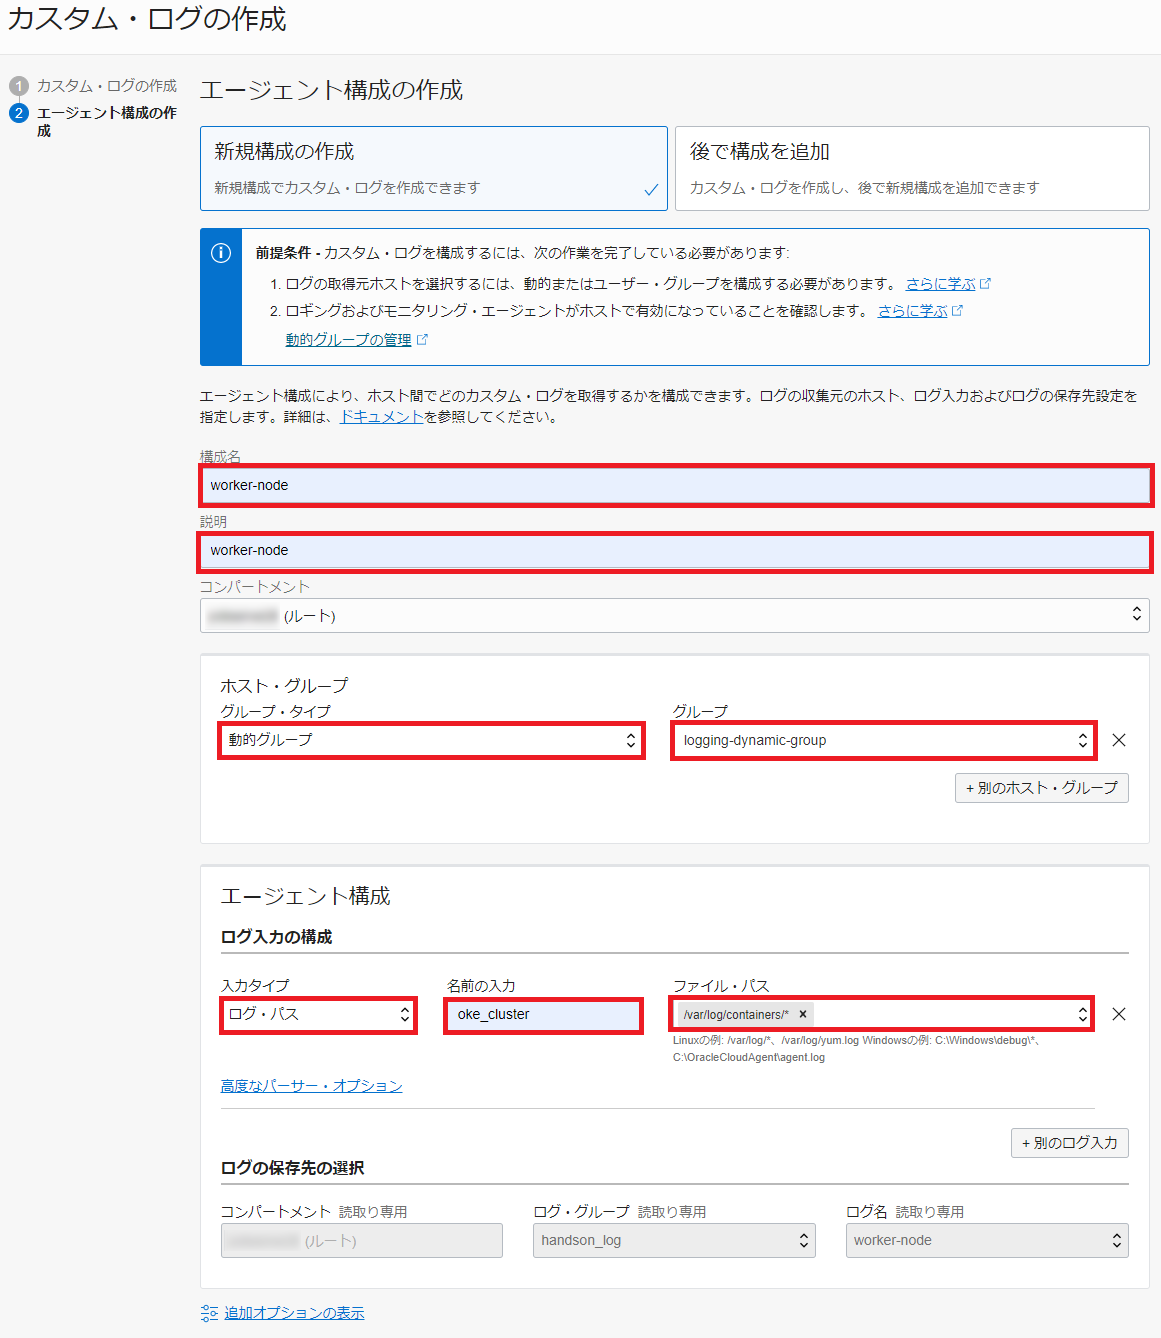 カスタム・ログの作成
1 カスタム・ログの作成
2 エージェント構成の作
成
エージェント構成の作成
新規構成の作成
新規構成でカスタム・ログを作成できます
後で構成を追加
カスタム・ログを作成し、後で新規構成を追加できます
前提条件 - カスタム・ログを構成するには、次の作業を完了している必要があります:
1. ログの取得元ホストを選択するには、動的またはユーザー・グループを構成する必要があります。 さらに学ぶ
2. ロギングおよびモニタリング・エージェントがホストで有効になっていることを確認します。 さらに学ぶ
動的グループの管理
エージェント構成により、ホスト間でどのカスタム・ログを取得するかを構成できます。ログの収集元のホスト、ログ入力およびログの保存先設定を
指定します。詳細は、ドキュメントを参照してください。
構成名
worker-node
説明
worker-node
コンパートメント
(ルート)
ホスト・グループ
グループ・タイプ
動的グループ
グループ
logging-dynamic-group
+ 別のホスト・グループ
エージェント構成
ログ入力の構成
入力タイプ
ログ・パス
名前の入力
oke_cluster
ファイル・パス
/var/log/containers/* ×
Linuxの例: /var/log/*、/var/log/yum.log Windowsの例: C:\Windows\debug\*、
C:\OracleCloudAgent\agent.log
高度なパーサー・オプション
+ 別のログ入力
ログの保存先の選択
コンパートメント 読取り専用
(ルート)
ログ・グループ 読取り専用
handson_log
ログ名 読取り専用
worker-node
追加オプションの表示